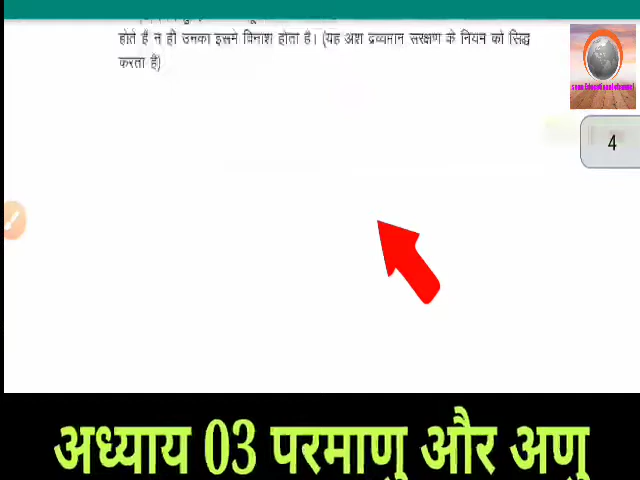 होते हैं न ही उनका इसमे विनाश होता है। (यह अंश द्रव्यमान संरक्षण के नियम को सिद्ध
करता है)
4
अध्याय 03 परमाणु और अणु